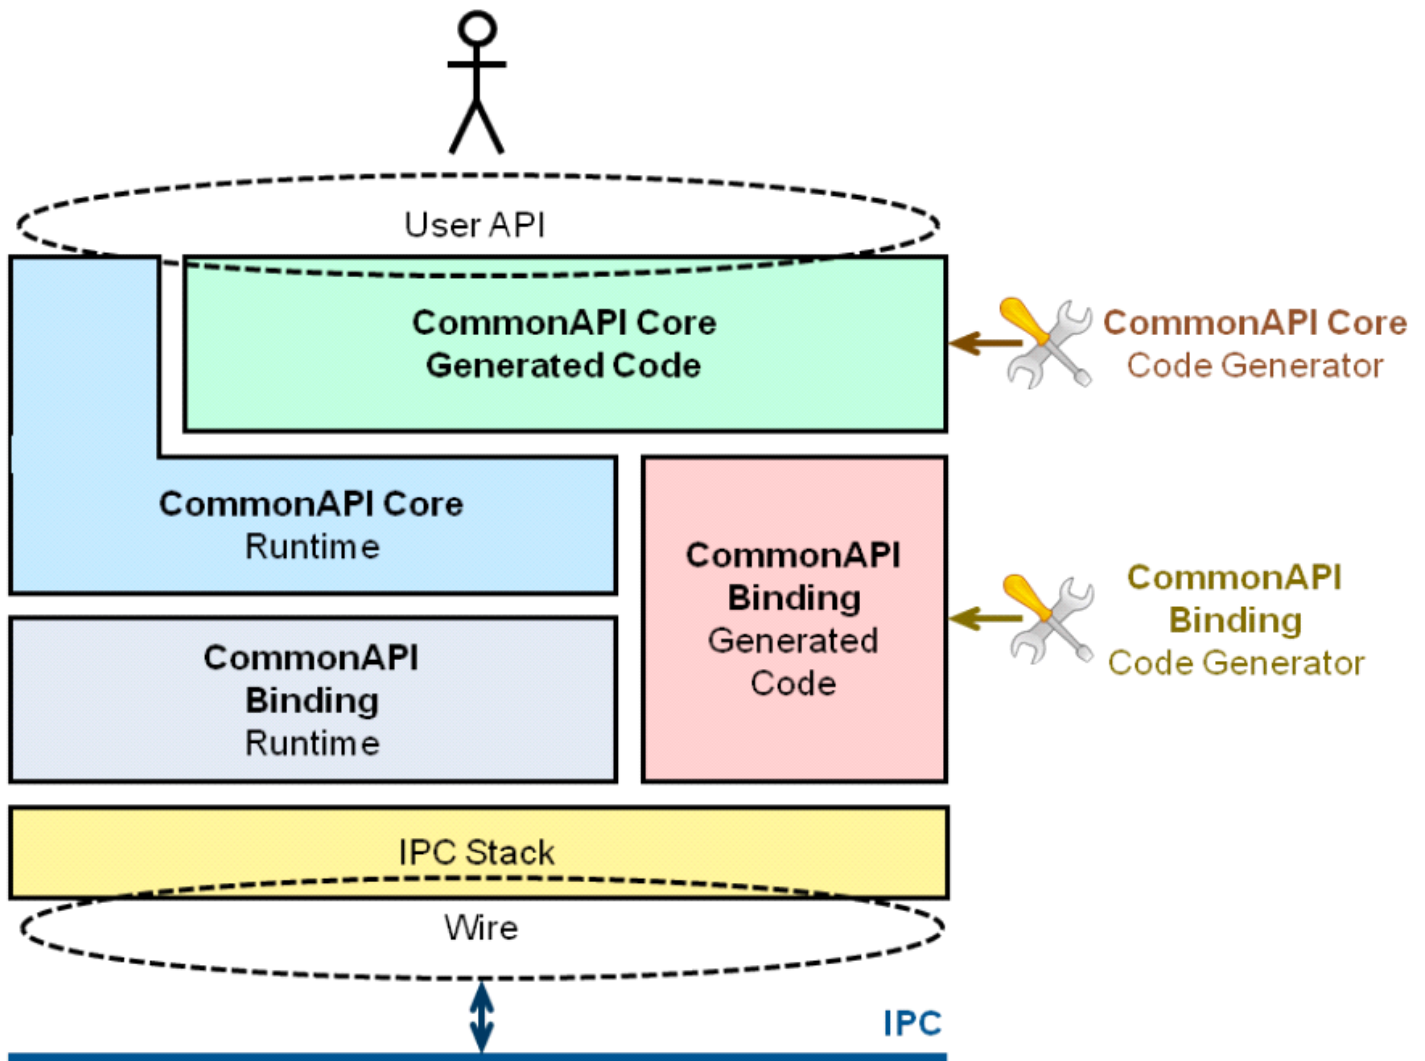 User API
CommonAPI Core
Generated Code
CommonAPI Core
Code Generator
CommonAPI Core
Runtime
CommonAPI
Binding
Generated
Code
CommonAPI
Binding
Code Generator
CommonAPI
Binding
Runtime
IPC Stack
Wire
IPC